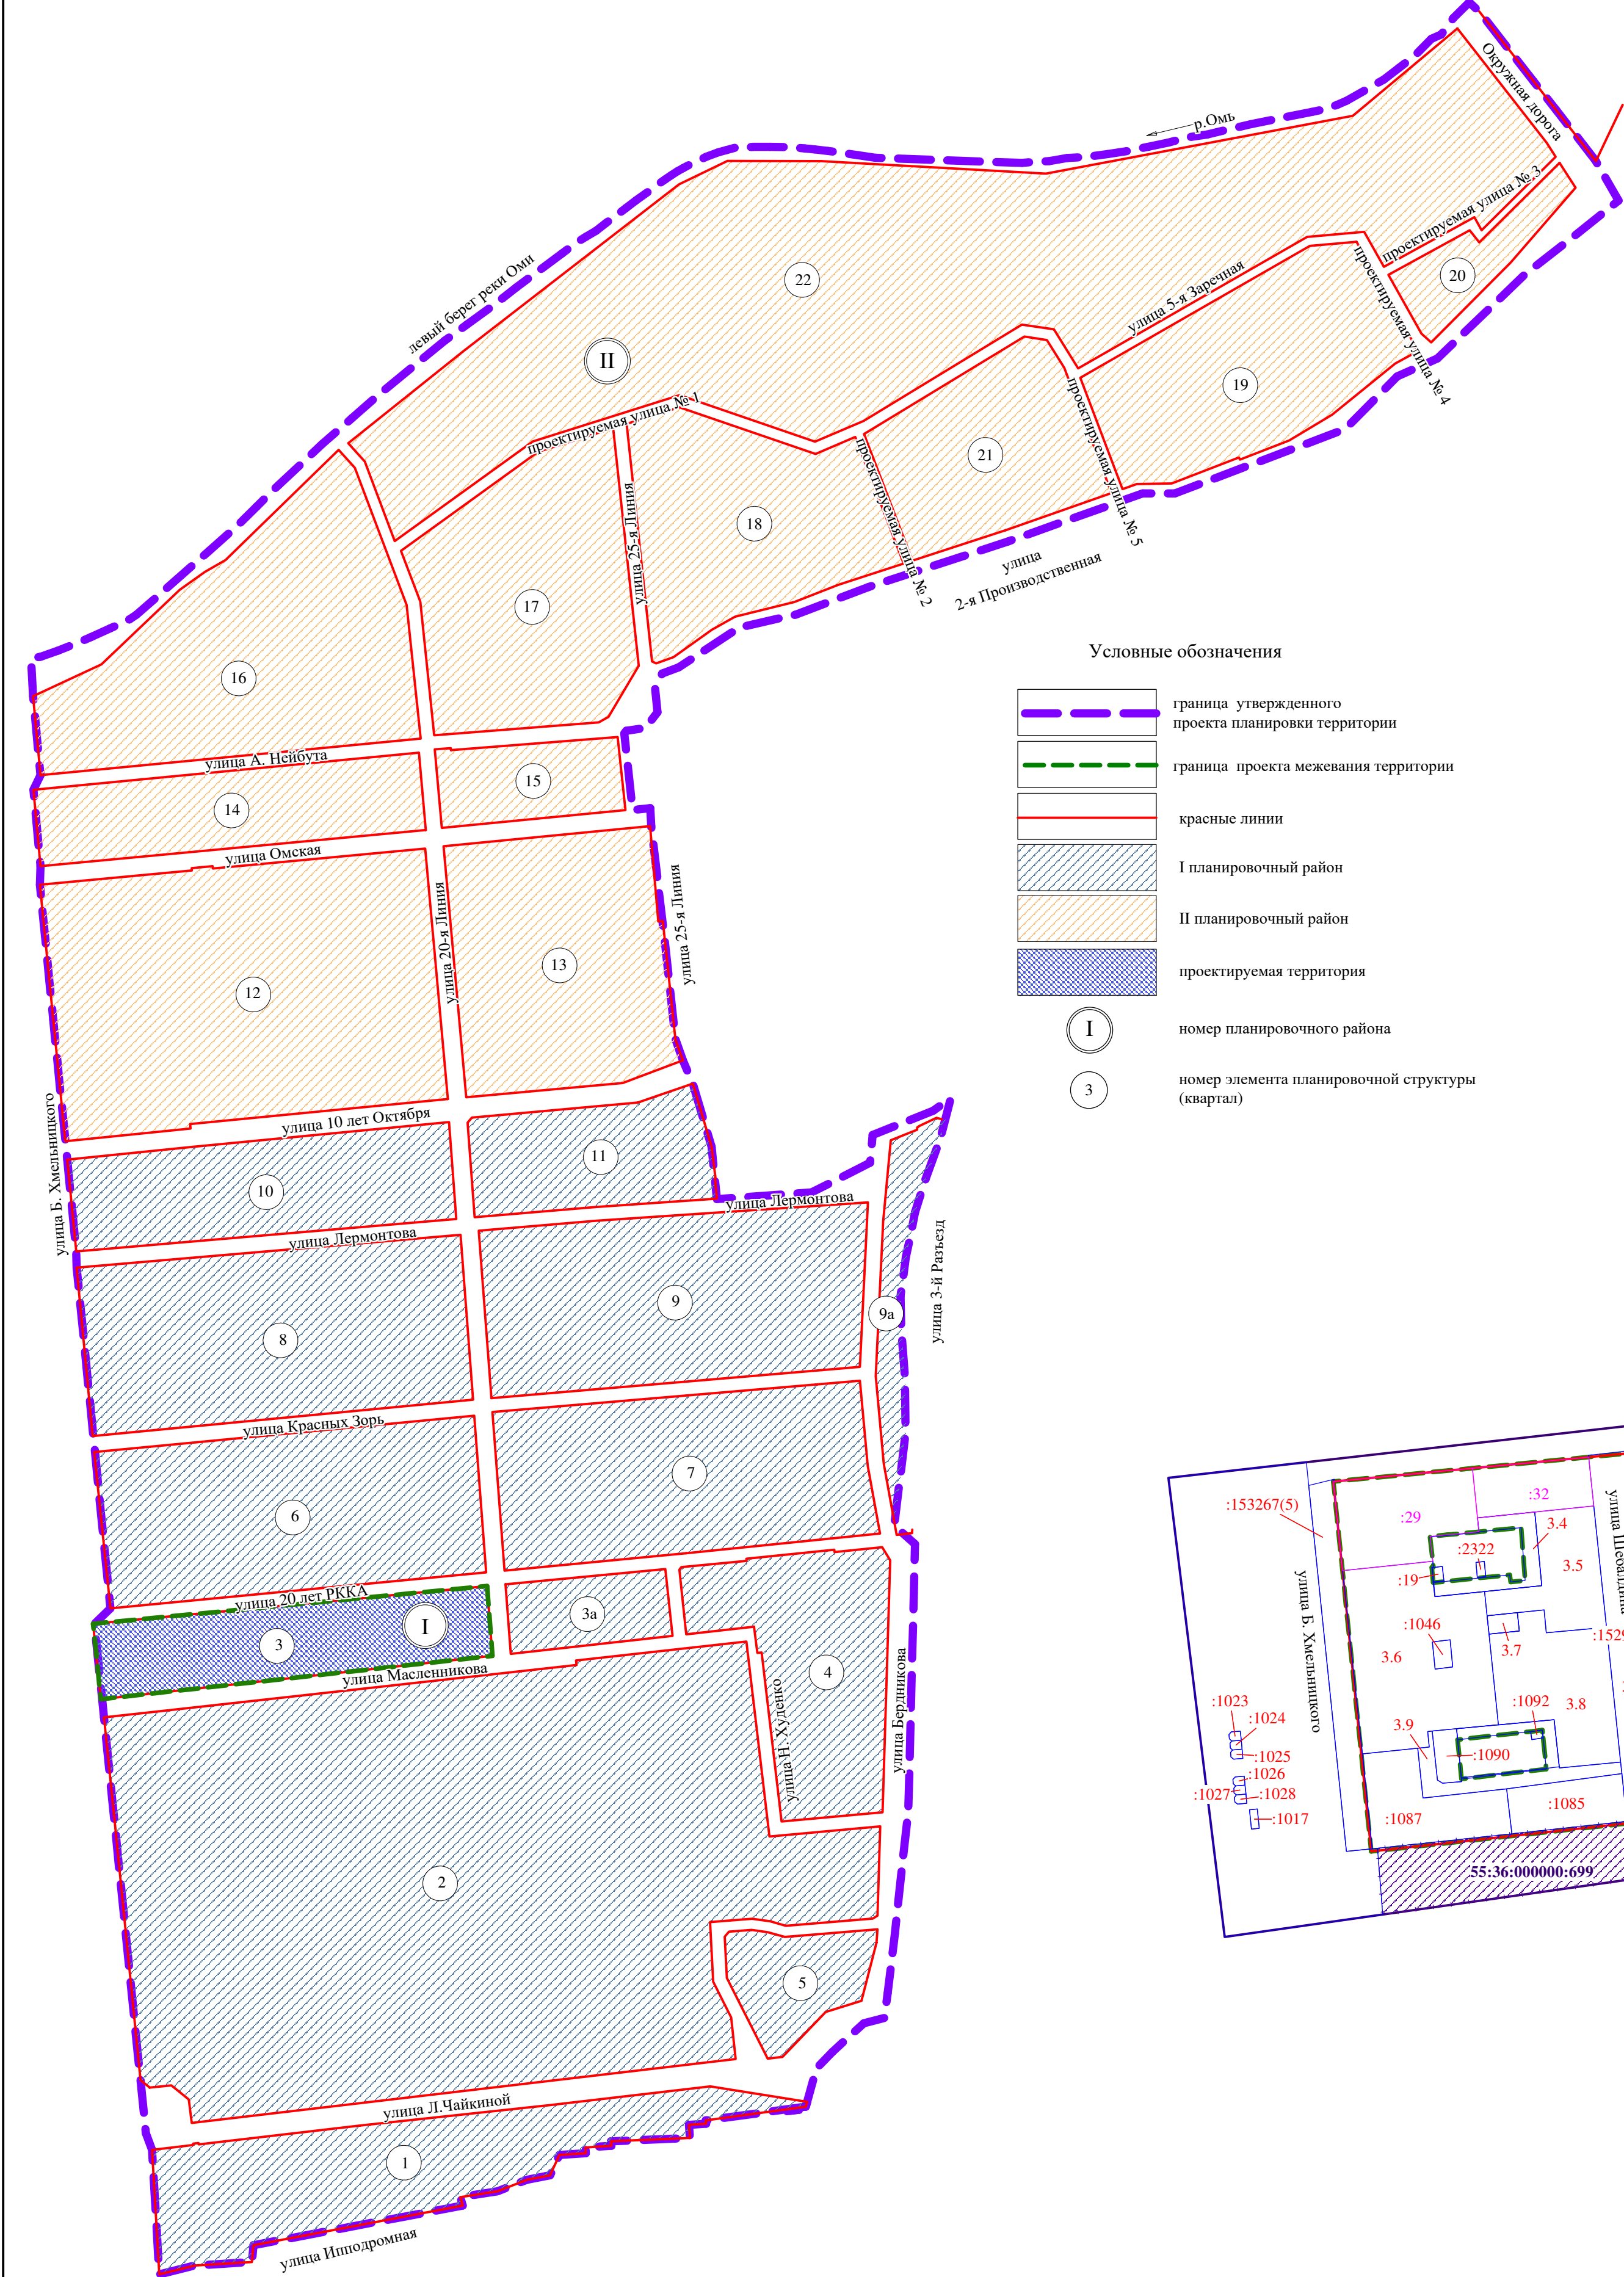 Окружная дорога
р.Омь
проектируемая улица № 3
20
левый берег реки Оми
22
улица 5-я Заречная
проектируемая улица № 4
II
19
проектируемая улица № 1
проектируемая улица № 5
21
проектируемая улица № 2
18
улица 25-я Линия
17
улица
2-я Производственная
16
улица А. Нейбута
15
14
улица Омская
улица 20-я Линия
улица 25-я Линия
13
12
улица Б. Хмельницкого
улица 10 лет Октября
11
10
улица Лермонтова
улица Лермонтова
улица 3-й Разъезд
9
9а
8
улица Красных Зорь
7
6
улица 20 лет РККА
I
3а
3
улица Масленникова
4
улица Н. Худенко
улица Бердникова
2
5
улица Л.Чайкиной
1
улица Ипподромная
Условные обозначения
граница утвержденного
проекта планировки территории
граница проекта межевания территории
красные линии
I планировочный район
II планировочный район
проектируемая территория
I
номер планировочного района
3
номер элемента планировочной структуры
(квартал)
:153267(5)
:29
:32
3.4
:2322
3.5
:19
улица Б. Хмельницкого
:1046
3.6
3.7
:1023
:1024
:1025
:1026
:1027
:1028
:1017
:1092
3.8
3.9
:1090
:1087
:1085
55:36:000000:699